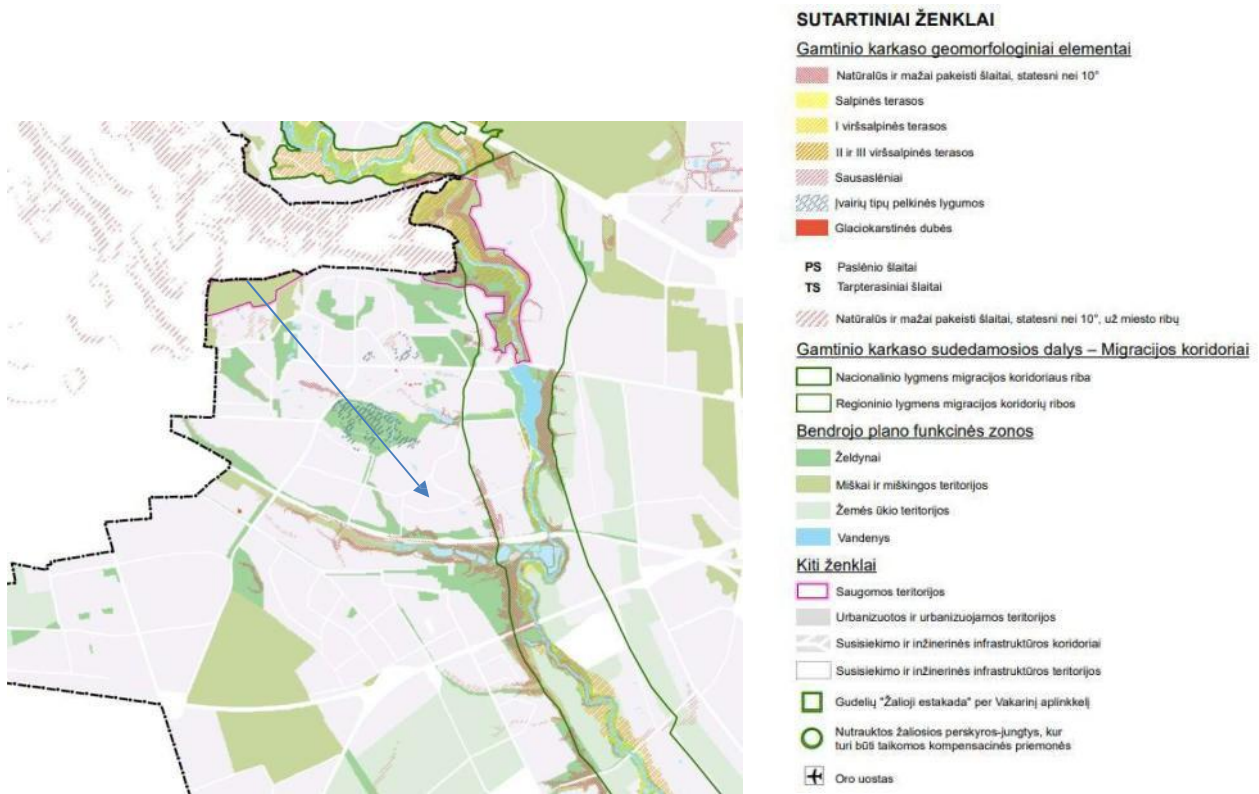 SUTARTINIAI ŽENKLAI
Gamtinio karkaso geomorfologiniai elementai
Natūralūs ir mažai pakeisti šlaitai, statesni nei 10°
Salpinės terasos
I viršsalpinės terasos
II ir III viršsalpinės terasos
Sausaslėniai
Įvairių tipų pelkinės lygumos
Glaciokarstinės dubės
PS Paslėnio šlaitai
TS Tarpterasiniai šlaitai
Natūralūs ir mažai pakeisti šlaitai, statesni nei 10°, už miesto ribų
Gamtinio karkaso sudedamosios dalys – Migracijos koridoriai
Nacionalinio lygmens migracijos koridoriaus riba
Regioninio lygmens migracijos koridorių ribos
Bendrojo plano funkcinės zonos
Želdynai
Miškai ir miškingos teritorijos
Žemės ūkio teritorijos
Vandenys
Kiti ženklai
Saugomos teritorijos
Urbanizuotos ir urbanizuojamos teritorijos
Susisiekimo ir inžinerinės infrastruktūros koridoriai
Susisiekimo ir inžinerinės infrastruktūros teritorijos
Gudelių "Žalioji estakada" per Vakarinį aplinkkelį
Nutrauktos žaliosios perskyros-jungtys, kur
turi būti taikomos kompensacinės priemonės
Oro uostas